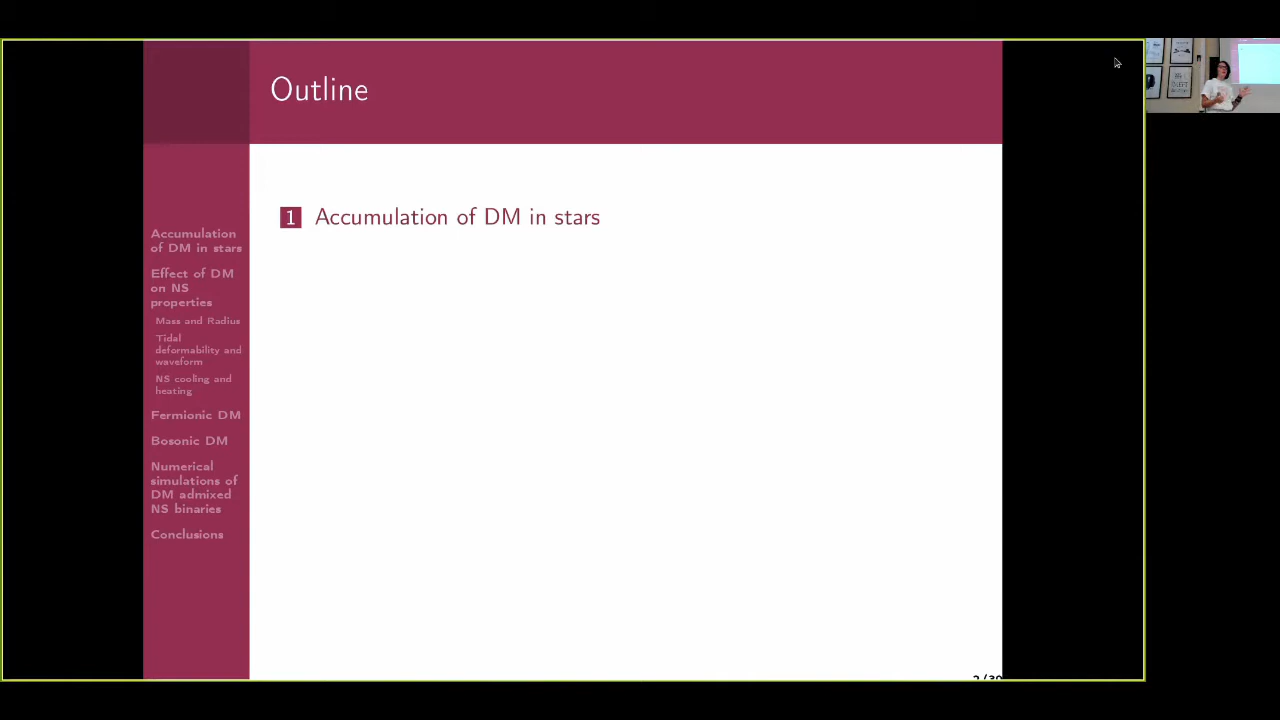 Outline
1 Accumulation of DM in stars
Accumulation
of DM in stars
Effect of DM
on NS
properties
Mass and Radius
Tidal
deformability and
waveform
NS cooling and
heating
Fermionic DM
Bosonic DM
Numerical
simulations of
DM admixed
NS binaries
Conclusions